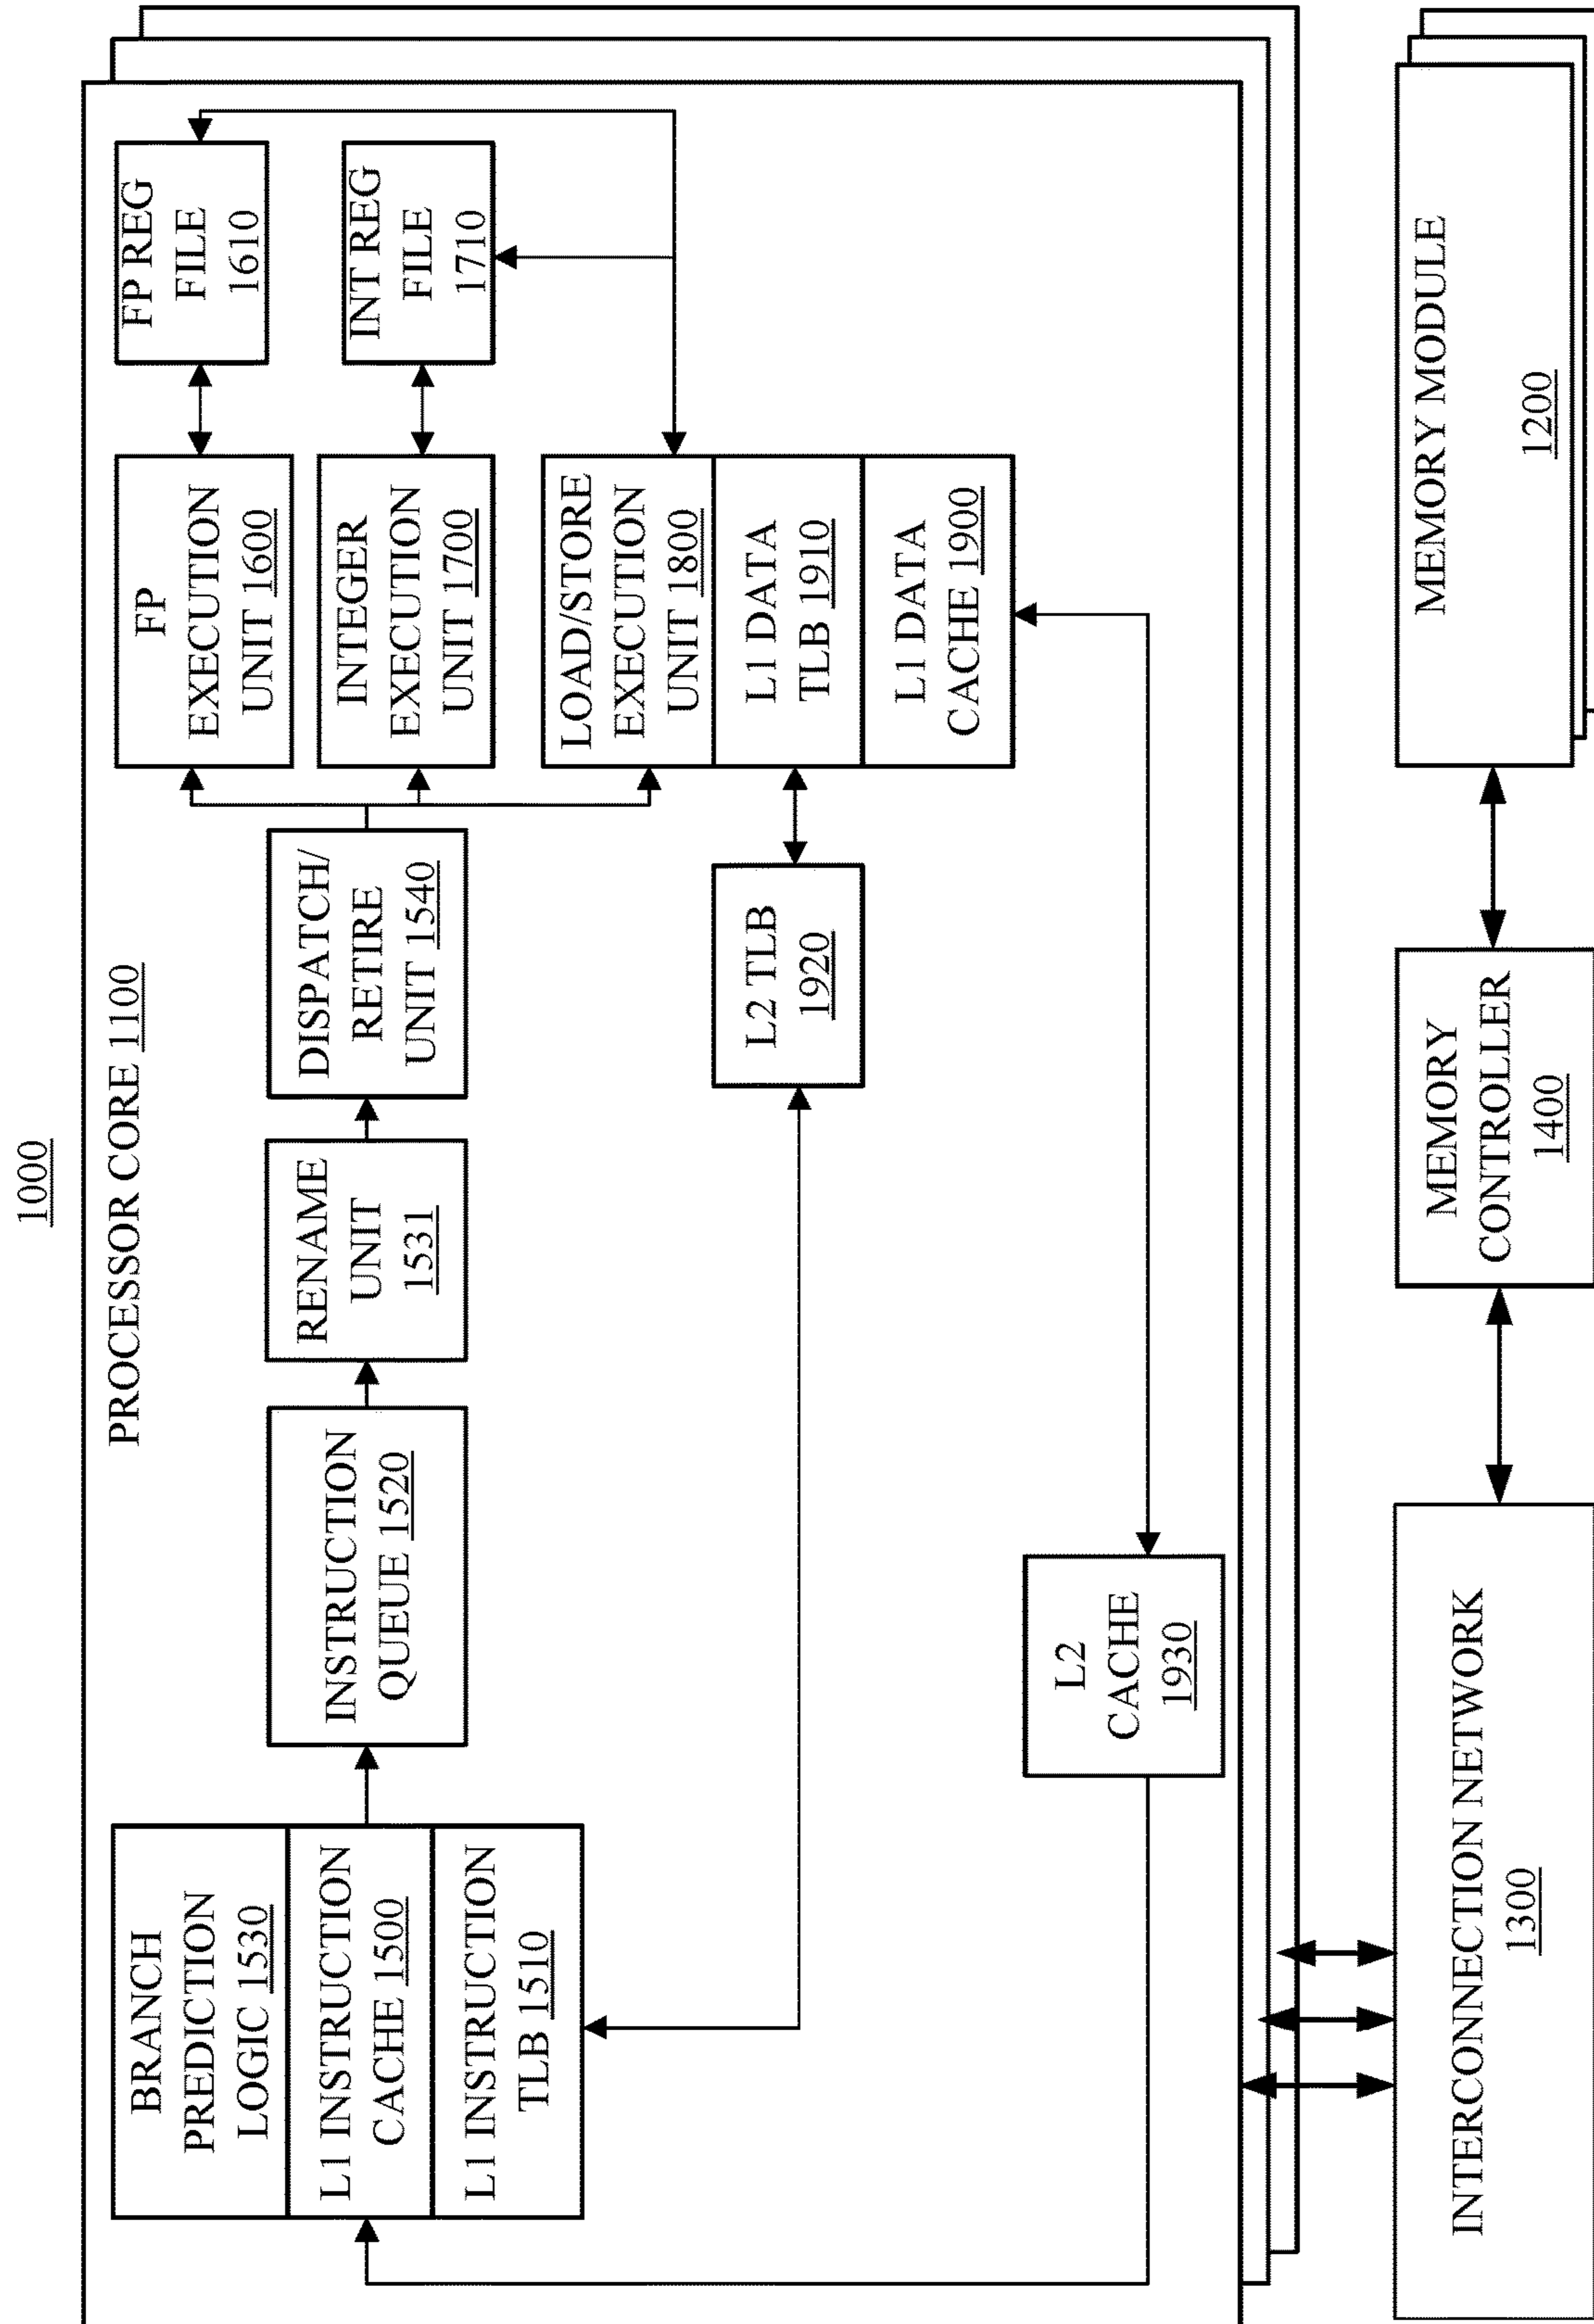 1000
PROCESSOR CORE 1100
BRANCH
PREDICTION
LOGIC 1530
L1 INSTRUCTION
CACHE 1500
L1 INSTRUCTION
TLB 1510
INSTRUCTION
QUEUE 1520
RENAME
UNIT
1531
DISPATCH/
RETIRE
UNIT 1540
FP
EXECUTION
UNIT 1600
FP REG
FILE
1610
INTEGER
EXECUTION
UNIT 1700
INT REG
FILE
1710
LOAD/STORE
EXECUTION
UNIT 1800
L1 DATA
TLB 1910
L1 DATA
CACHE 1900
L2 TLB
1920
L2
CACHE
1930
INTERCONNECTION NETWORK
1300
MEMORY
CONTROLLER
1400
MEMORY MODULE
1200